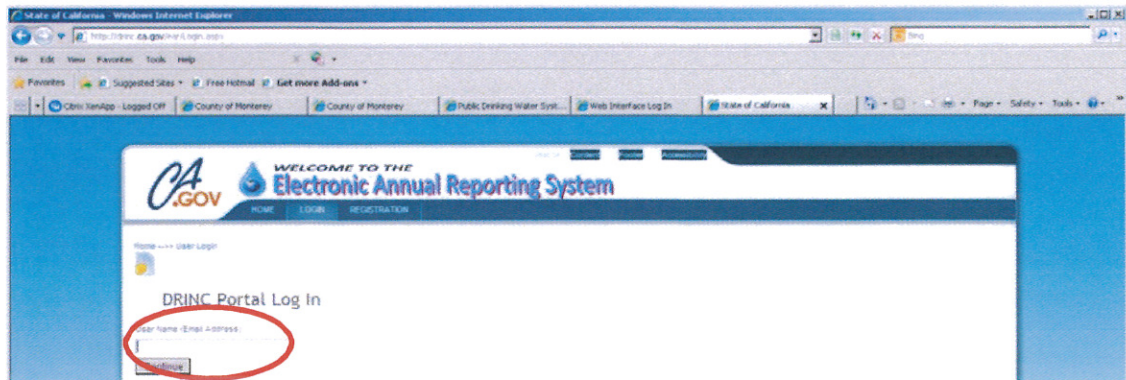 State of California - Windows Internet Explorer
File Edit View Favorites Tools Help
Favorites Suggested Sites Free Hotmail Get more Add-ons
Citrix XenApp - Logged Off County of Monterey County of Monterey Public Drinking Water Syst... Web Interface Log In State of California Page Safety Tools
Content Footer Accessibility
CA.GOV
WELCOME TO THE
Electronic Annual Reporting System
HOME LOGIN REGISTRATION
Home -->> User Login
DRINC Portal Log In
User Name (Email Address)
Continue